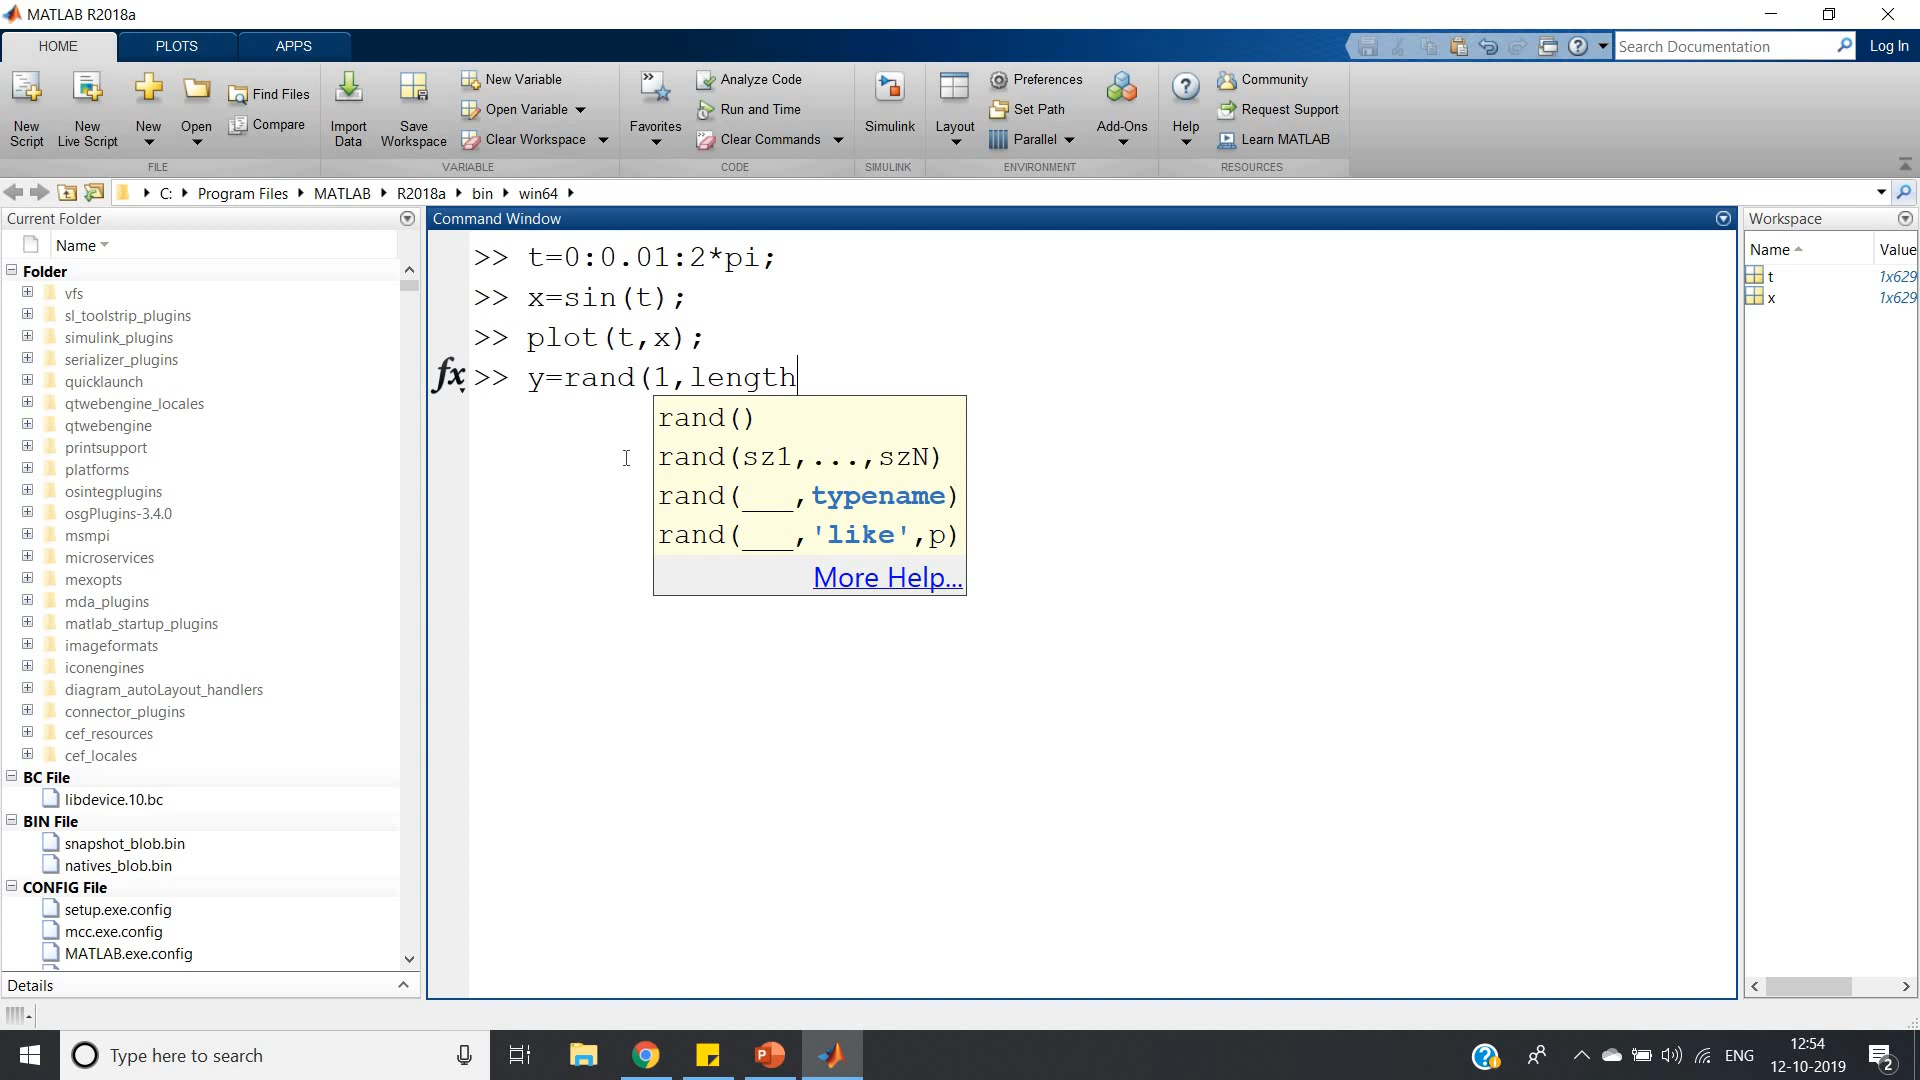 MATLAB R2018a
HOME PLOTS APPS
Search Documentation
Log In
New Script
New Live Script
New
Open
Find Files
Compare
Import Data
Save Workspace
New Variable
Open Variable
Clear Workspace
Favorites
Analyze Code
Run and Time
Clear Commands
Simulink
Layout
Preferences
Set Path
Parallel
Add-Ons
Help
Community
Request Support
Learn MATLAB
FILE VARIABLE CODE SIMULINK ENVIRONMENT RESOURCES
C: Program Files MATLAB R2018a bin win64
Current Folder
Name
Folder
vfs
sl_toolstrip_plugins
simulink_plugins
serializer_plugins
quicklaunch
qtwebengine_locales
qtwebengine
printsupport
platforms
osintegplugins
osgPlugins-3.4.0
msmpi
microservices
mexopts
mda_plugins
matlab_startup_plugins
imageformats
iconengines
diagram_autoLayout_handlers
connector_plugins
cef_resources
cef_locales
BC File
libdevice.10.bc
BIN File
snapshot_blob.bin
natives_blob.bin
CONFIG File
setup.exe.config
mcc.exe.config
MATLAB.exe.config
Details
Command Window
>> t=0:0.01:2*pi;
>> x=sin(t);
>> plot(t,x);
fx >> y=rand(1,length
rand()
rand(sz1,...,szN)
rand(___,typename)
rand(___,'like',p)
More Help...
Workspace
Name Value
t 1x629
x 1x629
Type here to search
ENG
12:54
12-10-2019
2